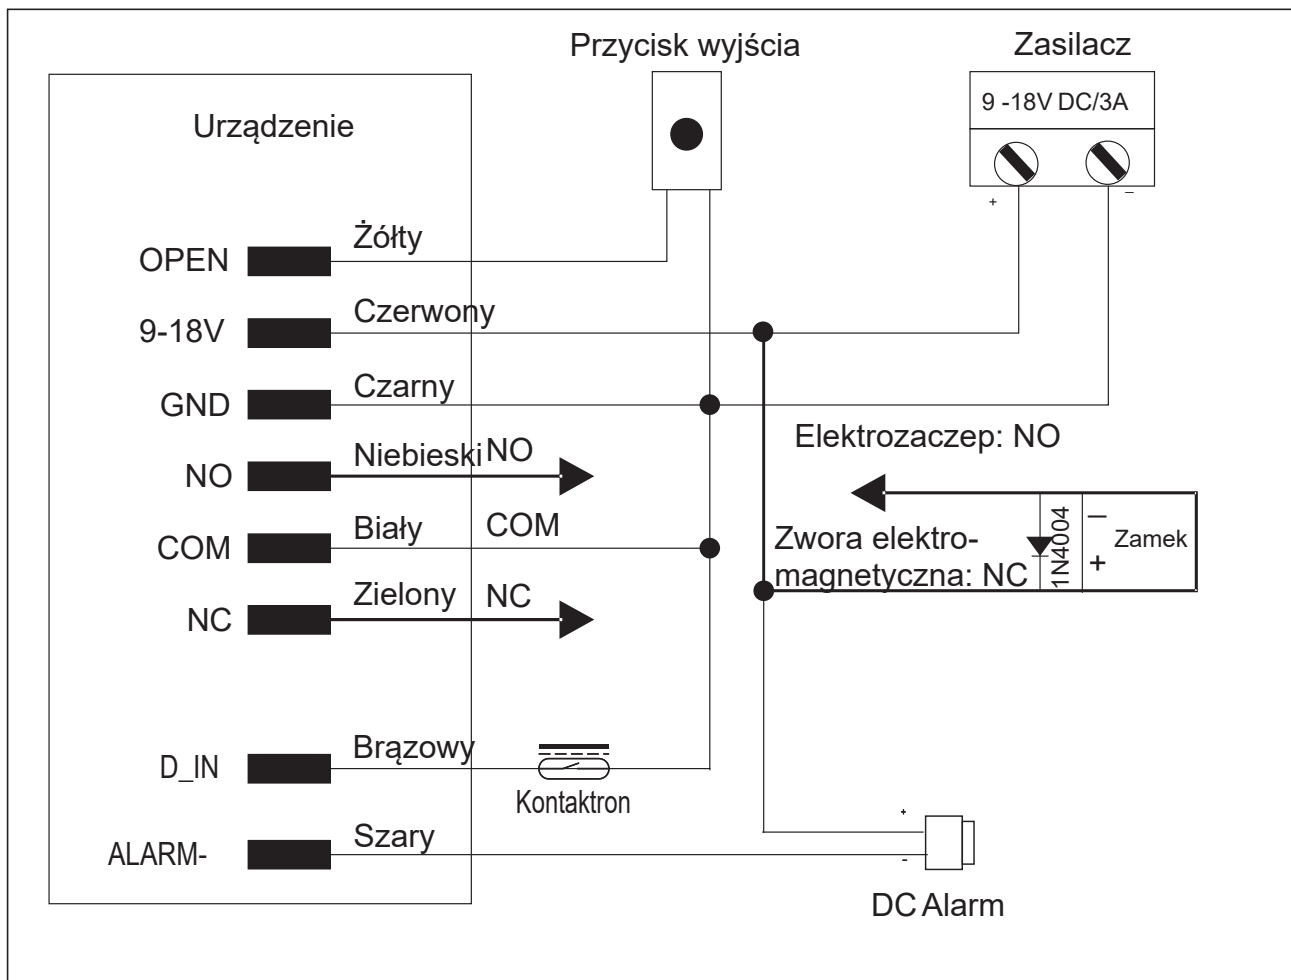 Przycisk wyjścia
Zasilacz
9 -18V DC/3A
Urządzenie
+
–
OPEN
Żółty
9-18V
Czerwony
GND
Czarny
NO
Niebieski
NO
Elektrozaczep: NO
COM
Biały
COM
Zwora elektro-
magnetyczna: NC
1N4004
–
+
Zamek
NC
Zielony
NC
D_IN
Brązowy
Kontaktron
ALARM-
Szary
+
-
DC Alarm